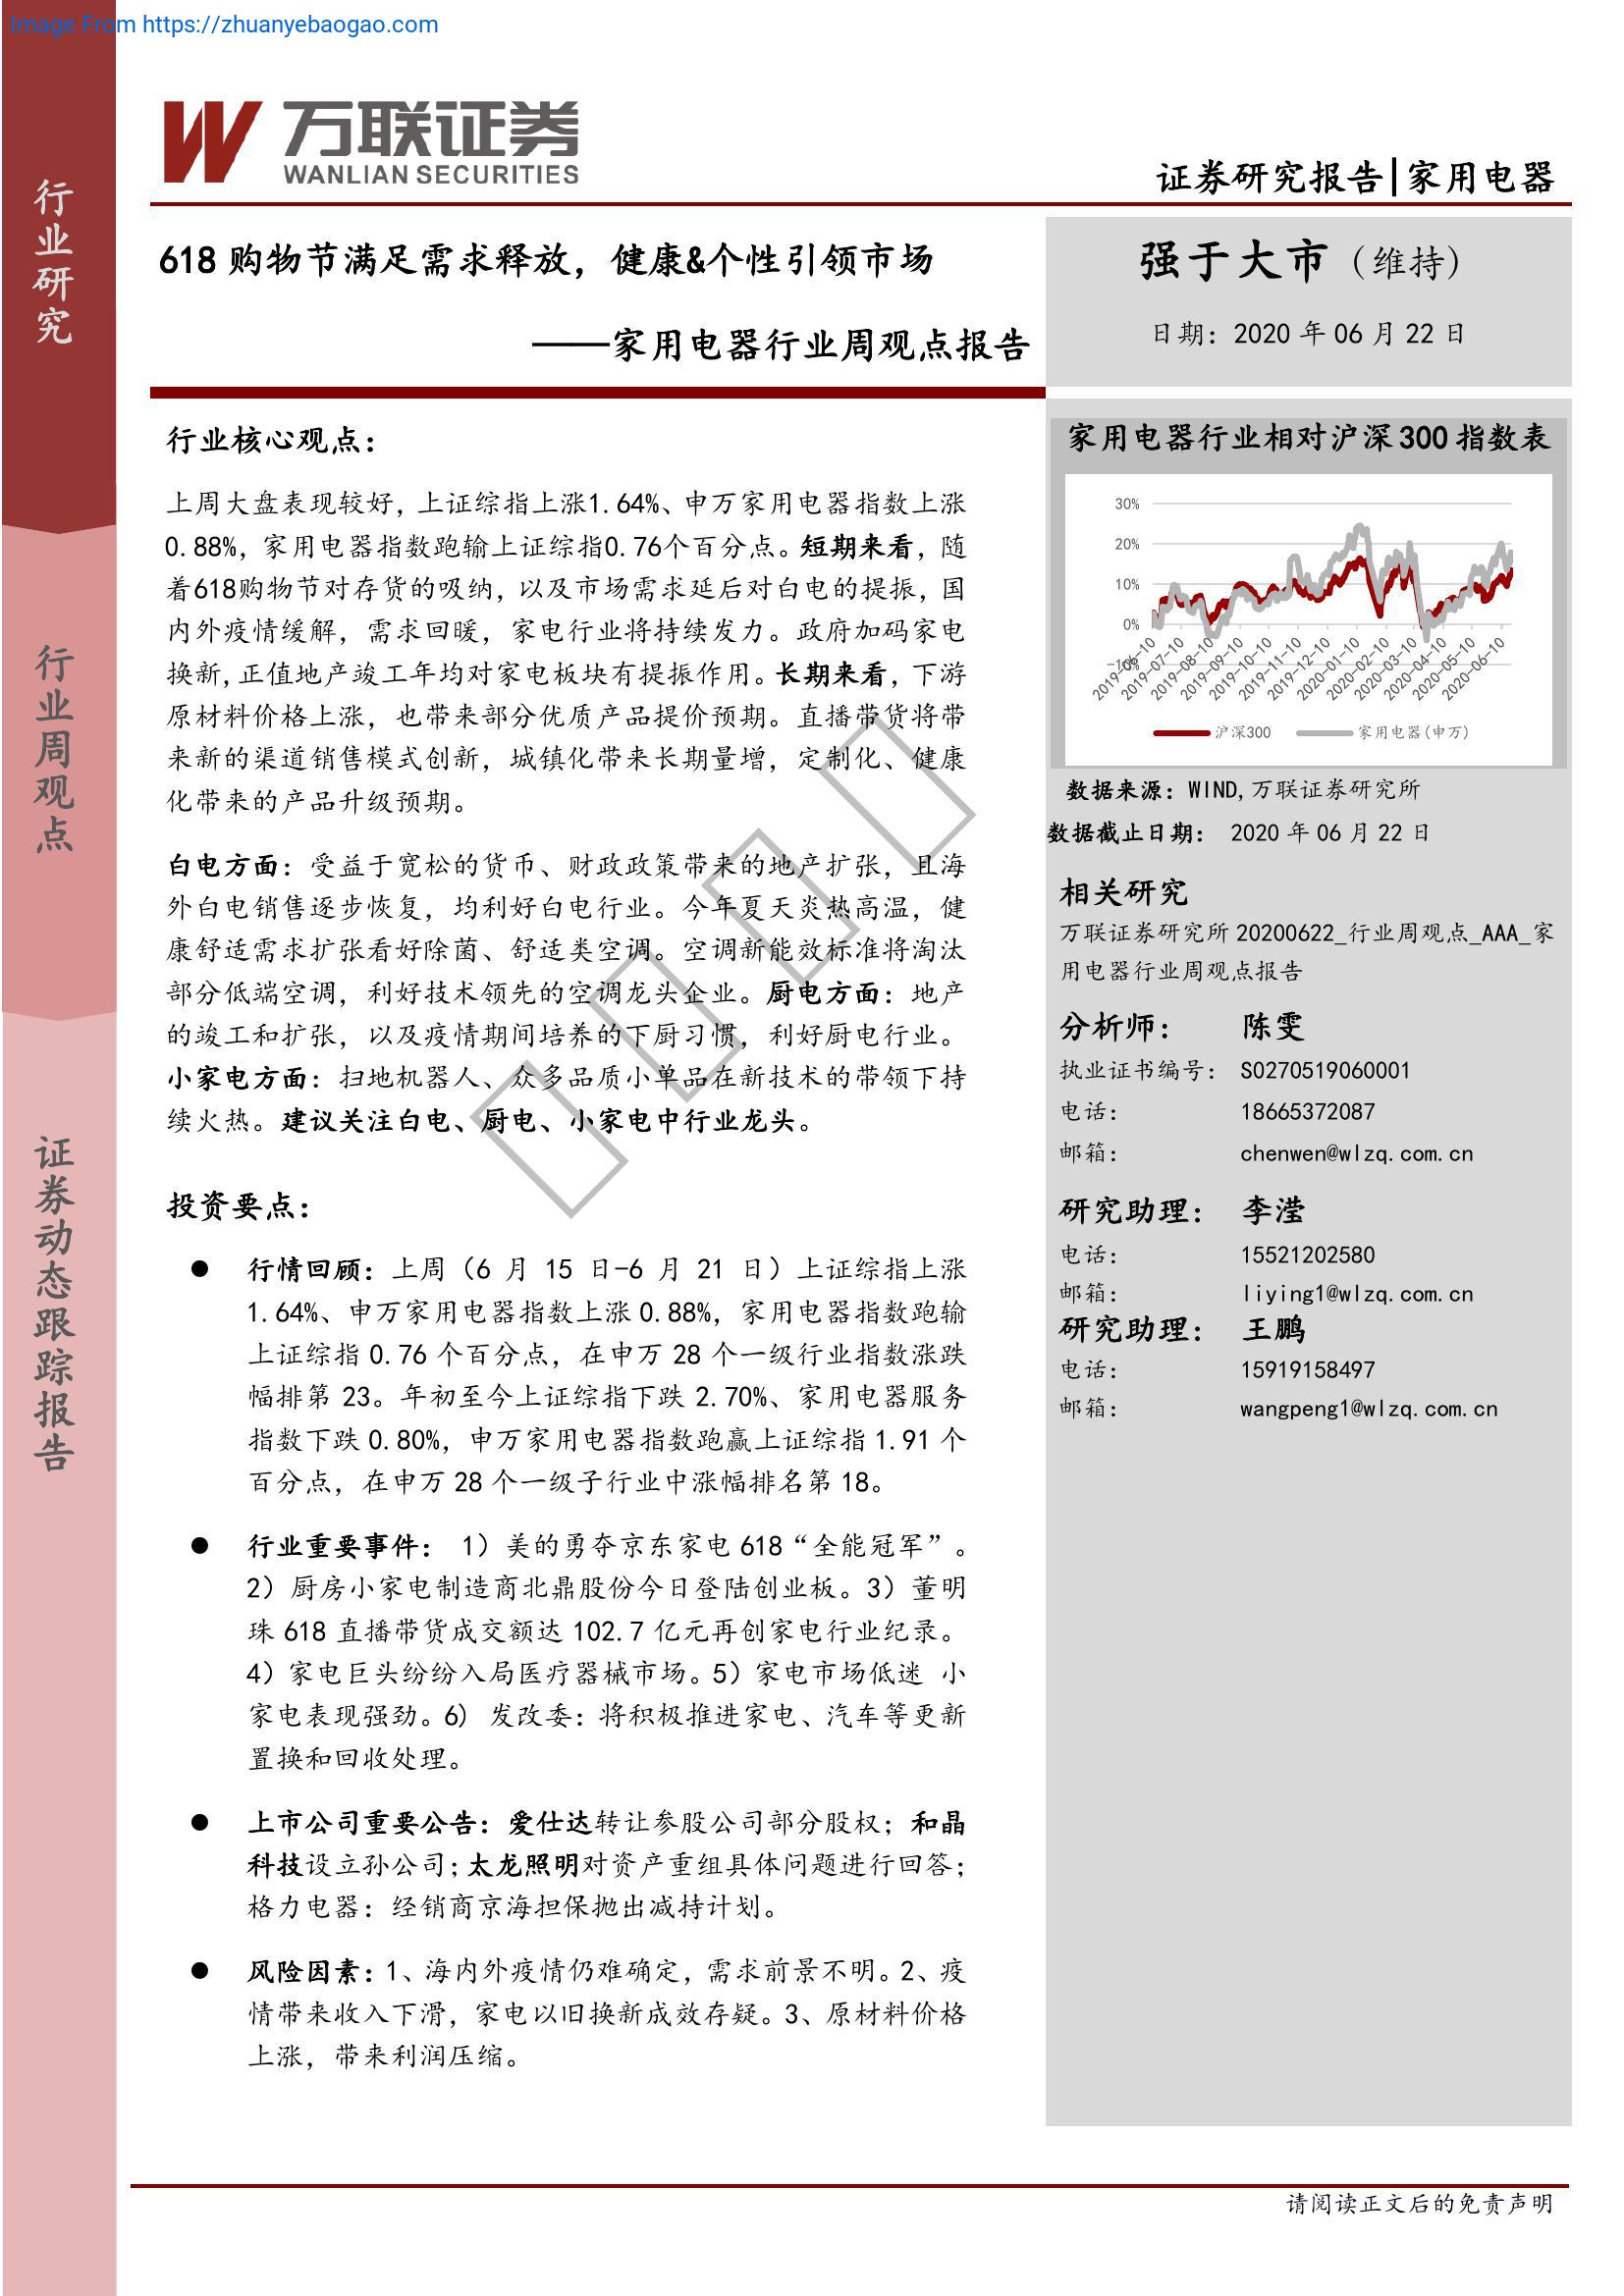 Image From https://zhuanyebaogao.com
万联证券
WANLIAN SECURITIES
证券研究报告|家用电器
行业研究
行业周观点
证券动态跟踪报告
618 购物节满足需求释放，健康&个性引领市场
——家用电器行业周观点报告
强于大市（维持）
日期：2020 年 06 月 22 日
行业核心观点：
上周大盘表现较好，上证综指上涨1.64%、申万家用电器指数上涨
0.88%，家用电器指数跑输上证综指0.76个百分点。短期来看，随
着618购物节对存货的吸纳，以及市场需求延后对白电的提振，国
内外疫情缓解，需求回暖，家电行业将持续发力。政府加码家电
换新，正值地产竣工年均对家电板块有提振作用。长期来看，下游
原材料价格上涨，也带来部分优质产品提价预期。直播带货将带
来新的渠道销售模式创新，城镇化带来长期量增，定制化、健康
化带来的产品升级预期。
白电方面：受益于宽松的货币、财政政策带来的地产扩张，且海
外白电销售逐步恢复，均利好白电行业。今年夏天炎热高温，健
康舒适需求扩张看好除菌、舒适类空调。空调新能效标准将淘汰
部分低端空调，利好技术领先的空调龙头企业。厨电方面：地产
的竣工和扩张，以及疫情期间培养的下厨习惯，利好厨电行业。
小家电方面：扫地机器人、众多品质小单品在新技术的带领下持
续火热。建议关注白电、厨电、小家电中行业龙头。
投资要点：
● 行情回顾：上周（6 月 15 日-6 月 21 日）上证综指上涨
1.64%、申万家用电器指数上涨 0.88%，家用电器指数跑输
上证综指 0.76 个百分点，在申万 28 个一级行业指数涨跌
幅排第 23。年初至今上证综指下跌 2.70%、家用电器服务
指数下跌 0.80%，申万家用电器指数跑赢上证综指 1.91 个
百分点，在申万 28 个一级子行业中涨幅排名第 18。
● 行业重要事件： 1）美的勇夺京东家电 618“全能冠军”。
2）厨房小家电制造商北鼎股份今日登陆创业板。3）董明
珠 618 直播带货成交额达 102.7 亿元再创家电行业纪录。
4）家电巨头纷纷入局医疗器械市场。5）家电市场低迷 小
家电表现强劲。6) 发改委：将积极推进家电、汽车等更新
置换和回收处理。
● 上市公司重要公告：爱仕达转让参股公司部分股权；和晶
科技设立孙公司；太龙照明对资产重组具体问题进行回答；
格力电器：经销商京海担保抛出减持计划。
● 风险因素：1、海内外疫情仍难确定，需求前景不明。2、疫
情带来收入下滑，家电以旧换新成效存疑。3、原材料价格
上涨，带来利润压缩。
家用电器行业相对沪深 300 指数表
30%
20%
10%
0%
-10%
2019-06-10
2019-07-10
2019-08-10
2019-09-10
2019-10-10
2019-11-10
2019-12-10
2020-01-10
2020-02-10
2020-03-10
2020-04-10
2020-05-10
2020-06-10
沪深300
家用电器(申万)
数据来源：WIND,万联证券研究所
数据截止日期： 2020 年 06 月 22 日
相关研究
万联证券研究所 20200622_行业周观点_AAA_家
用电器行业周观点报告
分析师： 陈雯
执业证书编号： S0270519060001
电话： 18665372087
邮箱： chenwen@wlzq.com.cn
研究助理： 李滢
电话： 15521202580
邮箱： liying1@wlzq.com.cn
研究助理： 王鹏
电话： 15919158497
邮箱： wangpeng1@wlzq.com.cn
请阅读正文后的免责声明